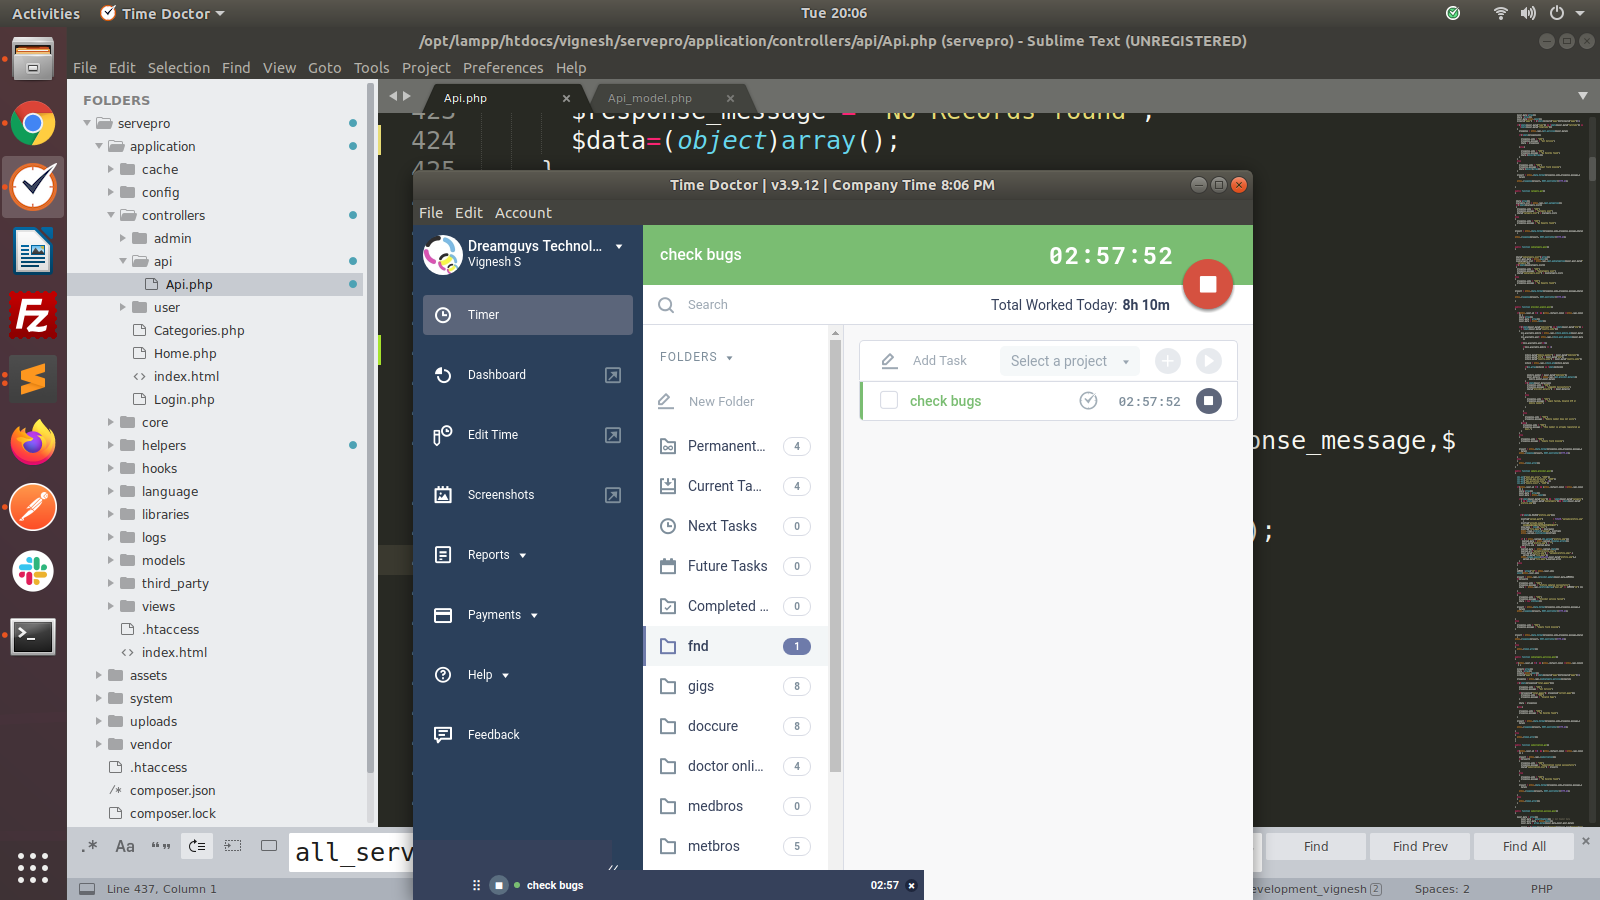 Activities
Time Doctor
Tue 20:06
/opt/lampp/htdocs/vignesh/servepro/application/controllers/api/Api.php (servepro) - Sublime Text (UNREGISTERED)
File Edit Selection Find View Goto Tools Project Preferences Help
FOLDERS
servepro
application
cache
config
controllers
admin
api
Api.php
user
Categories.php
Home.php
index.html
Login.php
core
helpers
hooks
language
libraries
logs
models
third_party
views
.htaccess
index.html
assets
system
uploads
vendor
.htaccess
composer.json
composer.lock
Api.php
Api_model.php
424 $data=(object)array();
425 }
onse_message,$
);
Time Doctor | v3.9.12 | Company Time 8:06 PM
File Edit Account
Dreamguys Technol...
Vignesh S
Timer
Dashboard
Edit Time
Screenshots
Reports
Payments
Help
Feedback
check bugs
02:57:52
Search
Total Worked Today: 8h 10m
FOLDERS
New Folder
Permanent... 4
Current Ta... 4
Next Tasks 0
Future Tasks 0
Completed ... 0
fnd 1
gigs 8
doccure 8
doctor onli... 4
medbros 0
metbros 5
Add Task
Select a project
check bugs
02:57:52
check bugs
02:57
.* Aa “” all_serv
Find
Find Prev
Find All
Line 437, Column 1
evelopment_vignesh 2
Spaces: 2
PHP